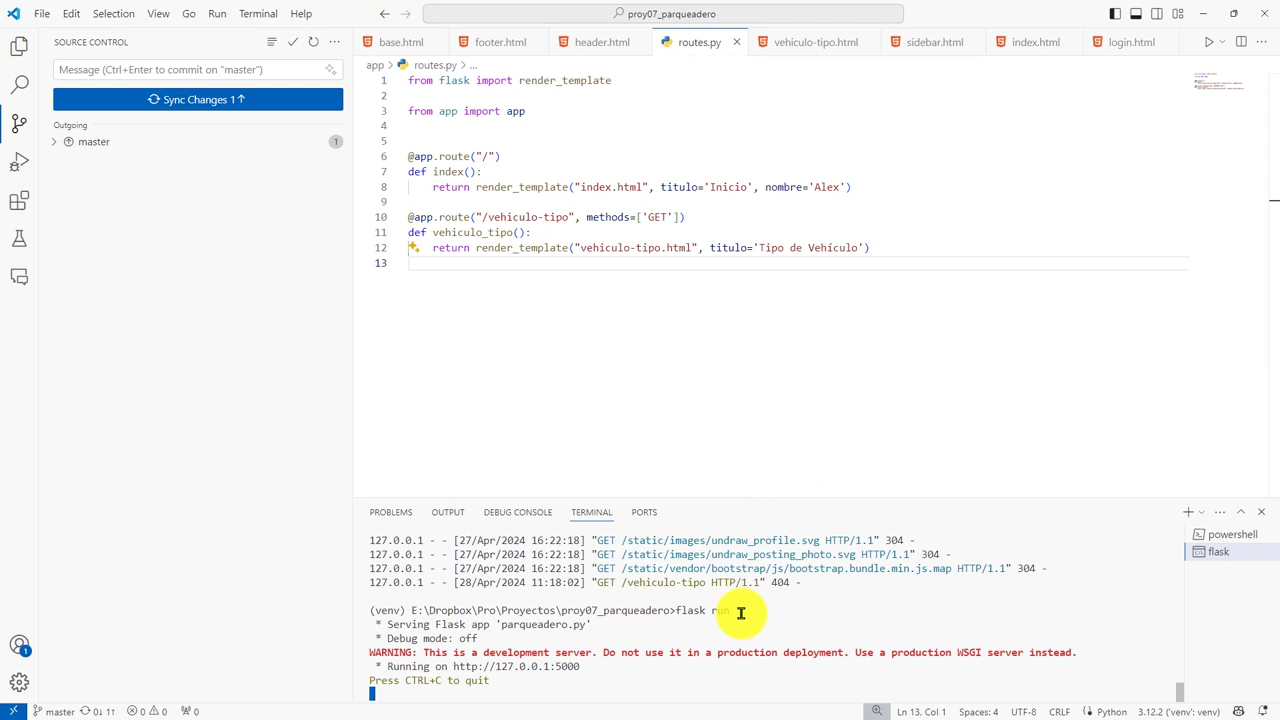 File Edit Selection View Go Run Terminal Help
proy07_parqueadero
SOURCE CONTROL
Message (Ctrl+Enter to commit on "master")
Sync Changes 1↑
Outgoing
master
1
base.html footer.html header.html routes.py vehiculo-tipo.html sidebar.html index.html login.html
app > routes.py > ...
1 from flask import render_template
2
3 from app import app
4
5
6 @app.route("/")
7 def index():
8 return render_template("index.html", titulo='Inicio', nombre='Alex')
9
10 @app.route("/vehiculo-tipo", methods=['GET'])
11 def vehiculo_tipo():
12 return render_template("vehiculo-tipo.html", titulo='Tipo de Vehículo')
13
PROBLEMS OUTPUT DEBUG CONSOLE TERMINAL PORTS
powershell
flask
127.0.0.1 - - [27/Apr/2024 16:22:18] "GET /static/images/undraw_profile.svg HTTP/1.1" 304 -
127.0.0.1 - - [27/Apr/2024 16:22:18] "GET /static/images/undraw_posting_photo.svg HTTP/1.1" 304 -
127.0.0.1 - - [27/Apr/2024 16:22:18] "GET /static/vendor/bootstrap/js/bootstrap.bundle.min.js.map HTTP/1.1" 304 -
127.0.0.1 - - [28/Apr/2024 11:18:02] "GET /vehiculo-tipo HTTP/1.1" 404 -
(venv) E:\Dropbox\Pro\Proyectos\proy07_parqueadero>flask run
* Serving Flask app 'parqueadero.py'
* Debug mode: off
WARNING: This is a development server. Do not use it in a production deployment. Use a production WSGI server instead.
* Running on http://127.0.0.1:5000
Press CTRL+C to quit
1
master 0↓ 1↑ 0 0 0 Ln 13, Col 1 Spaces: 4 UTF-8 CRLF Python 3.12.2 ('venv': venv)